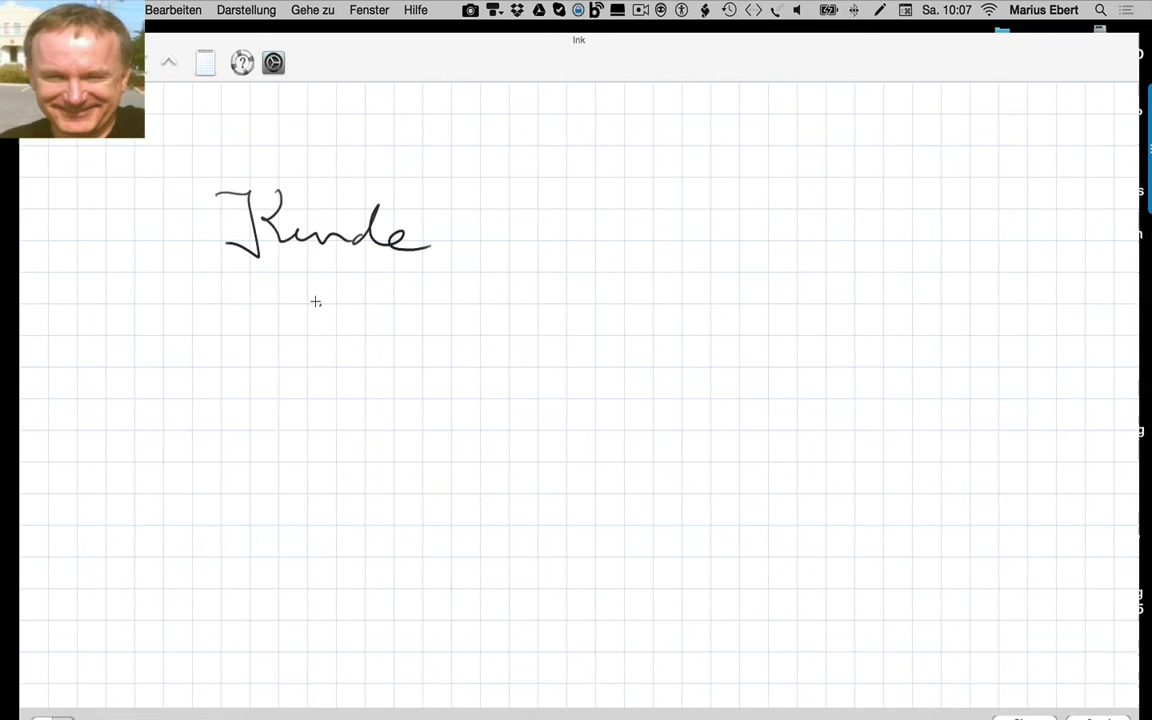 Bearbeiten Darstellung Gehe zu Fenster Hilfe Sa. 10:07 Marius Ebert
Ink
Kunde